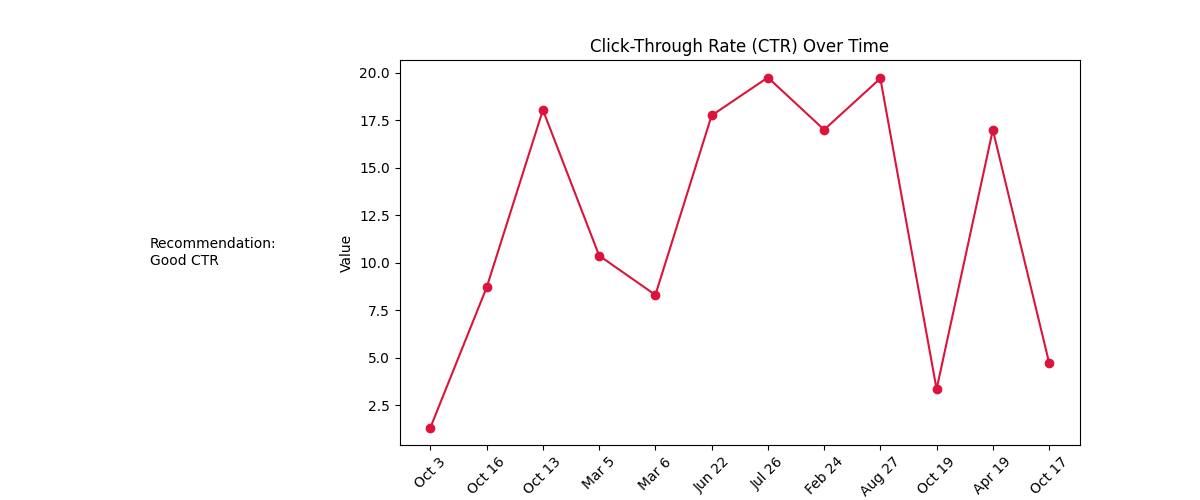 Click-Through Rate (CTR) Over Time
Recommendation:
Good CTR
Value
20.0
17.5
15.0
12.5
10.0
7.5
5.0
2.5
Oct 3
Oct 16
Oct 13
Mar 5
Mar 6
Jun 22
Jul 26
Feb 24
Aug 27
Oct 19
Apr 19
Oct 17